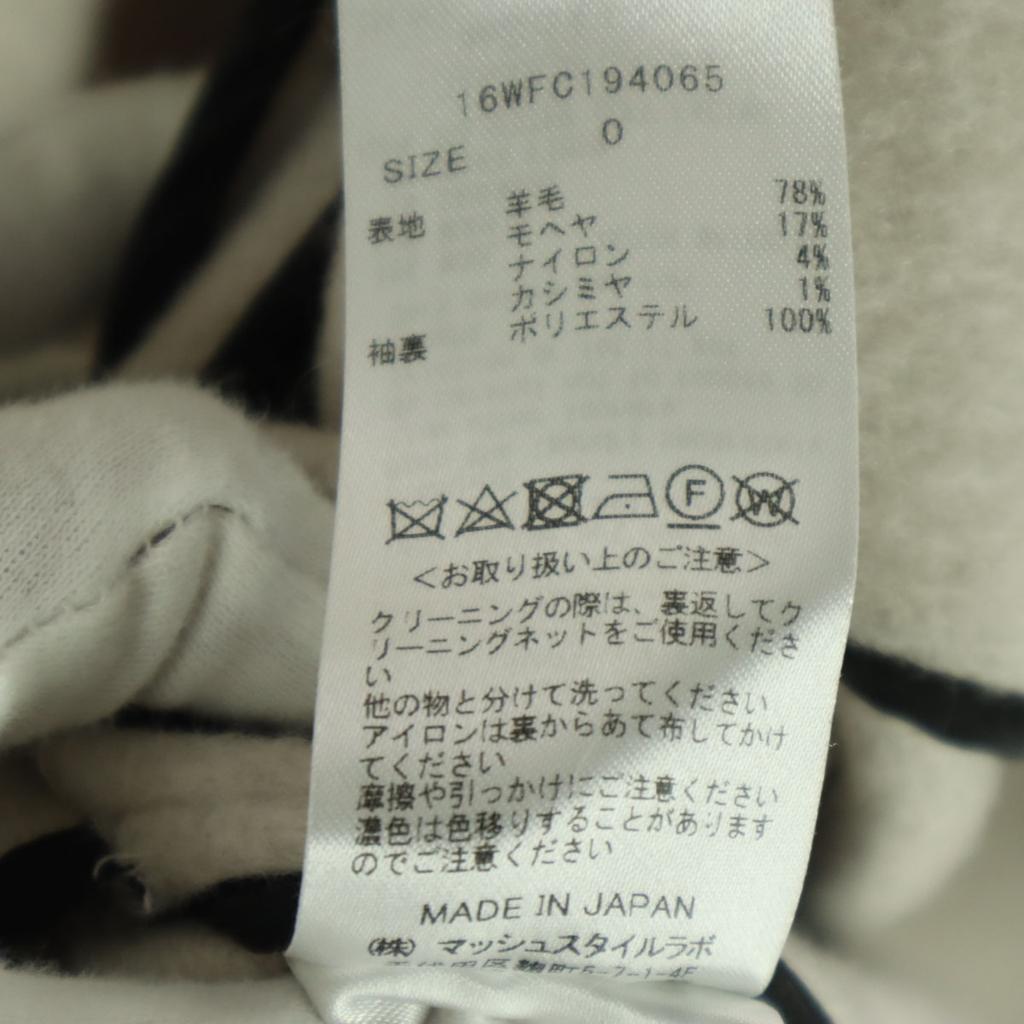 16WFC194065
SIZE 0
表地 羊毛 78%
モヘヤ 17%
ナイロン 4%
カシミヤ 1%
袖裏 ポリエステル 100%
F W
<お取り扱い上のご注意>
クリーニングの際は、裏返してク
リーニングネットをご使用くださ
い
他の物と分けて洗ってください
アイロンは裏からあて布してかけ
てください
摩擦や引っかけにご注意ください
濃色は色移りすることがあります
のでご注意ください
MADE IN JAPAN
(株) マッシュスタイルラボ
麹町5-7-1-4F